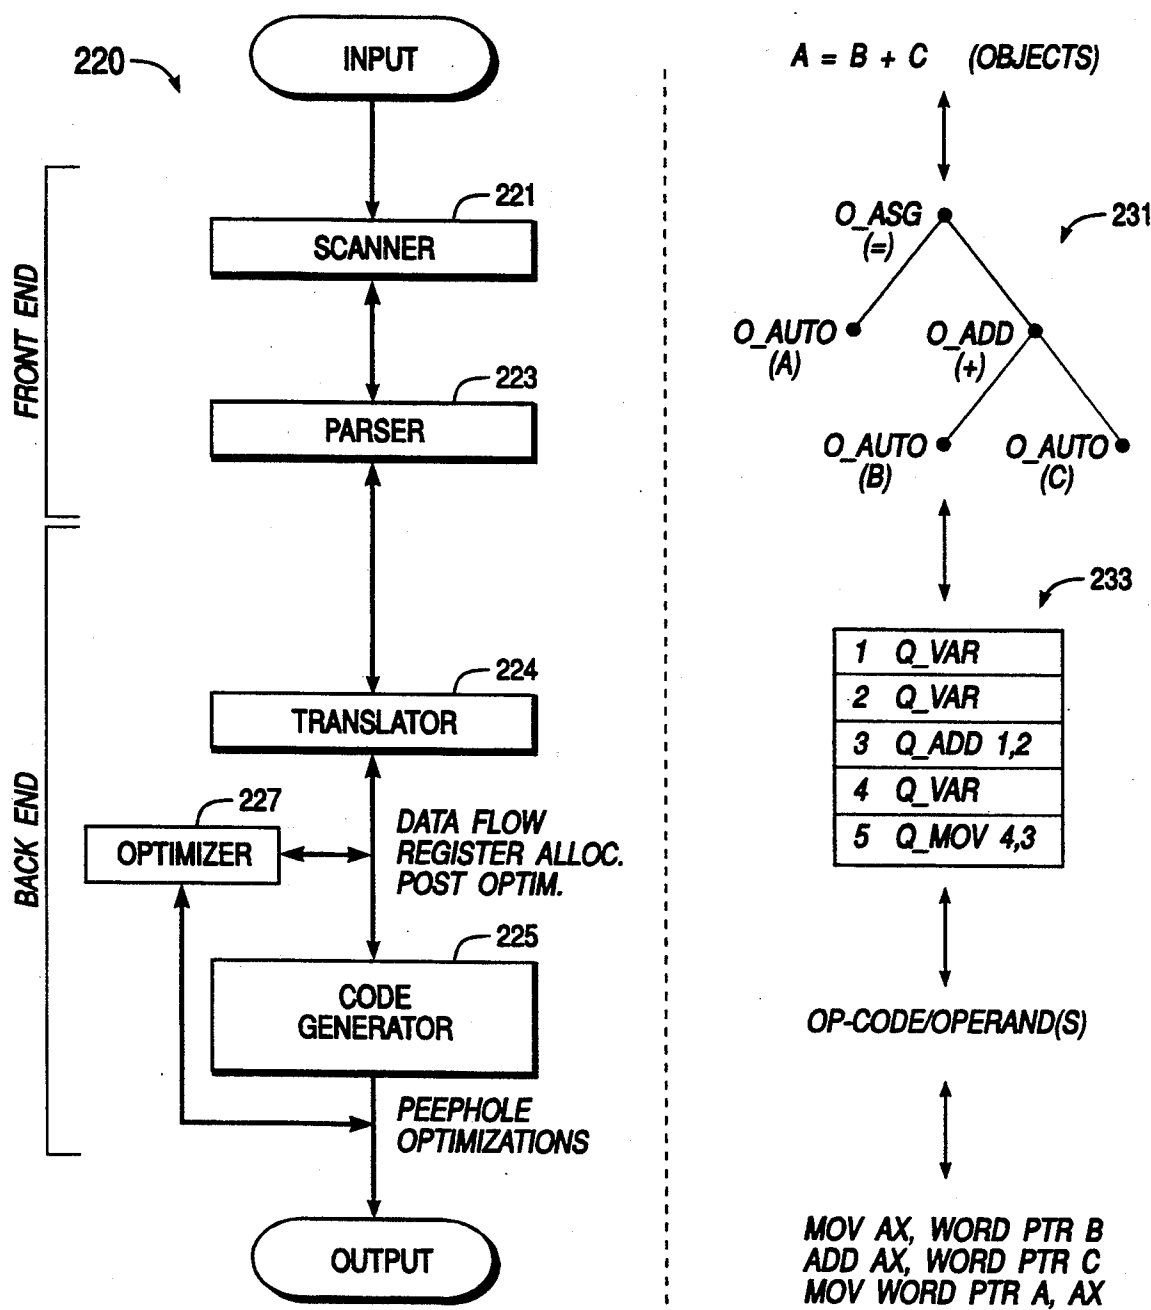 220
INPUT
FRONT END
221
SCANNER
223
PARSER
BACK END
224
TRANSLATOR
227
OPTIMIZER
DATA FLOW
REGISTER ALLOC.
POST OPTIM.
225
CODE
GENERATOR
PEEPHOLE
OPTIMIZATIONS
OUTPUT
A = B + C (OBJECTS)
231
O_ASG
(=)
O_AUTO
(A)
O_ADD
(+)
O_AUTO
(B)
O_AUTO
(C)
233
1 Q_VAR
2 Q_VAR
3 Q_ADD 1,2
4 Q_VAR
5 Q_MOV 4,3
OP-CODE/OPERAND(S)
MOV AX, WORD PTR B
ADD AX, WORD PTR C
MOV WORD PTR A, AX